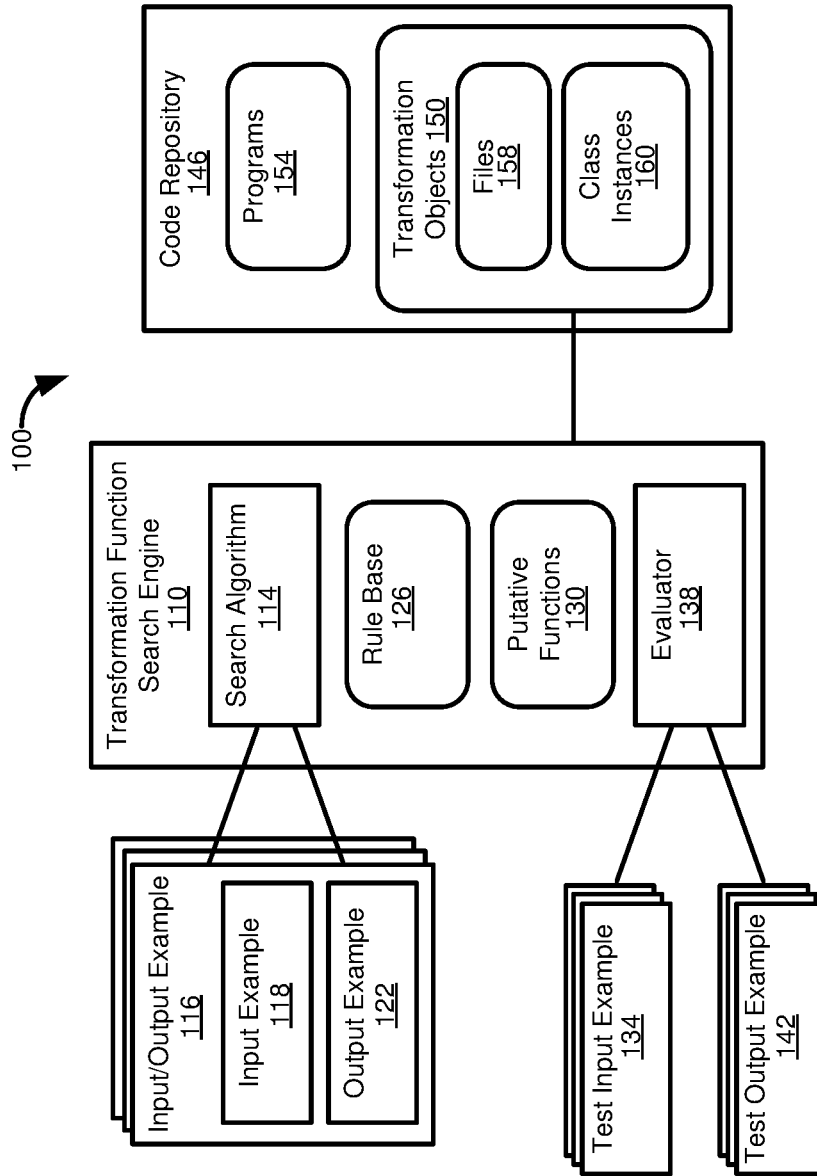 100
Input/Output Example
116
Input Example
118
Output Example
122
Test Input Example
134
Test Output Example
142
Transformation Function
Search Engine
110
Search Algorithm
114
Rule Base
126
Putative
Functions
130
Evaluator
138
Code Repository
146
Programs
154
Transformation
Objects 150
Files
158
Class
Instances
160